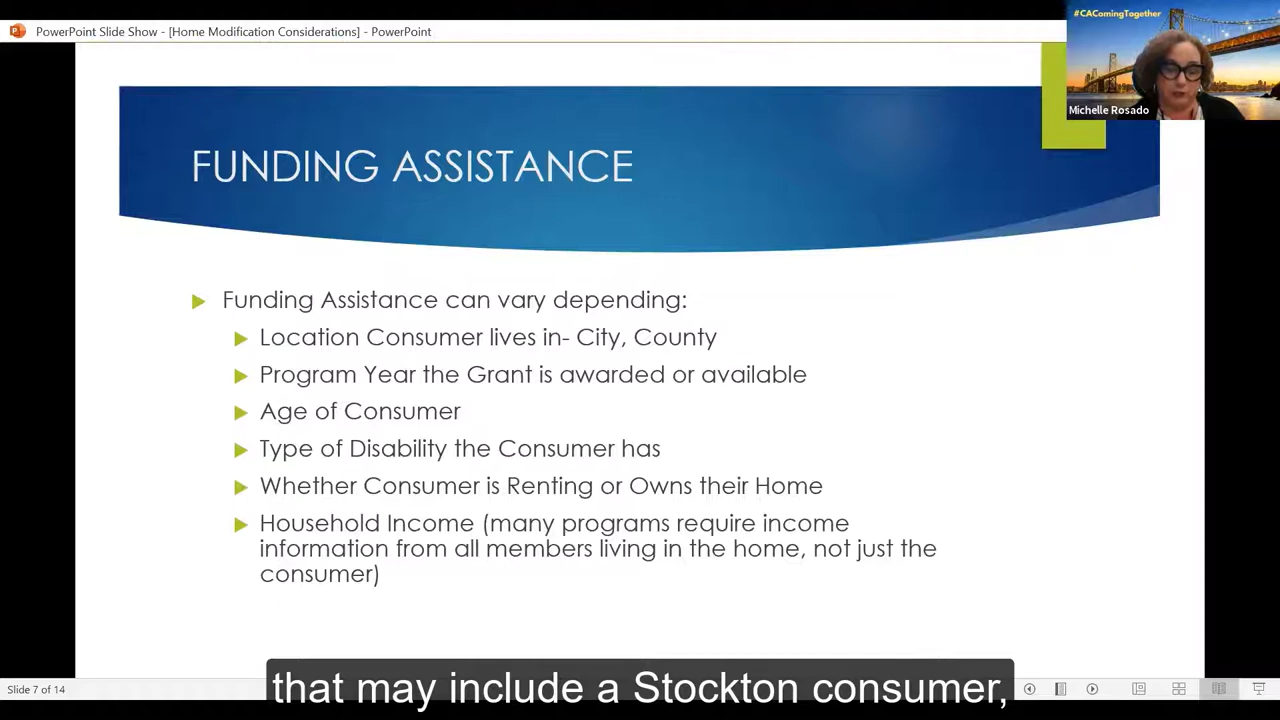 PowerPoint Slide Show - [Home Modification Considerations] - PowerPoint
#CAComingTogether
Michelle Rosado
FUNDING ASSISTANCE
Funding Assistance can vary depending:
Location Consumer lives in- City, County
Program Year the Grant is awarded or available
Age of Consumer
Type of Disability the Consumer has
Whether Consumer is Renting or Owns their Home
Household Income (many programs require income
information from all members living in the home, not just the
consumer)
that may include a Stockton consumer,
Slide 7 of 14